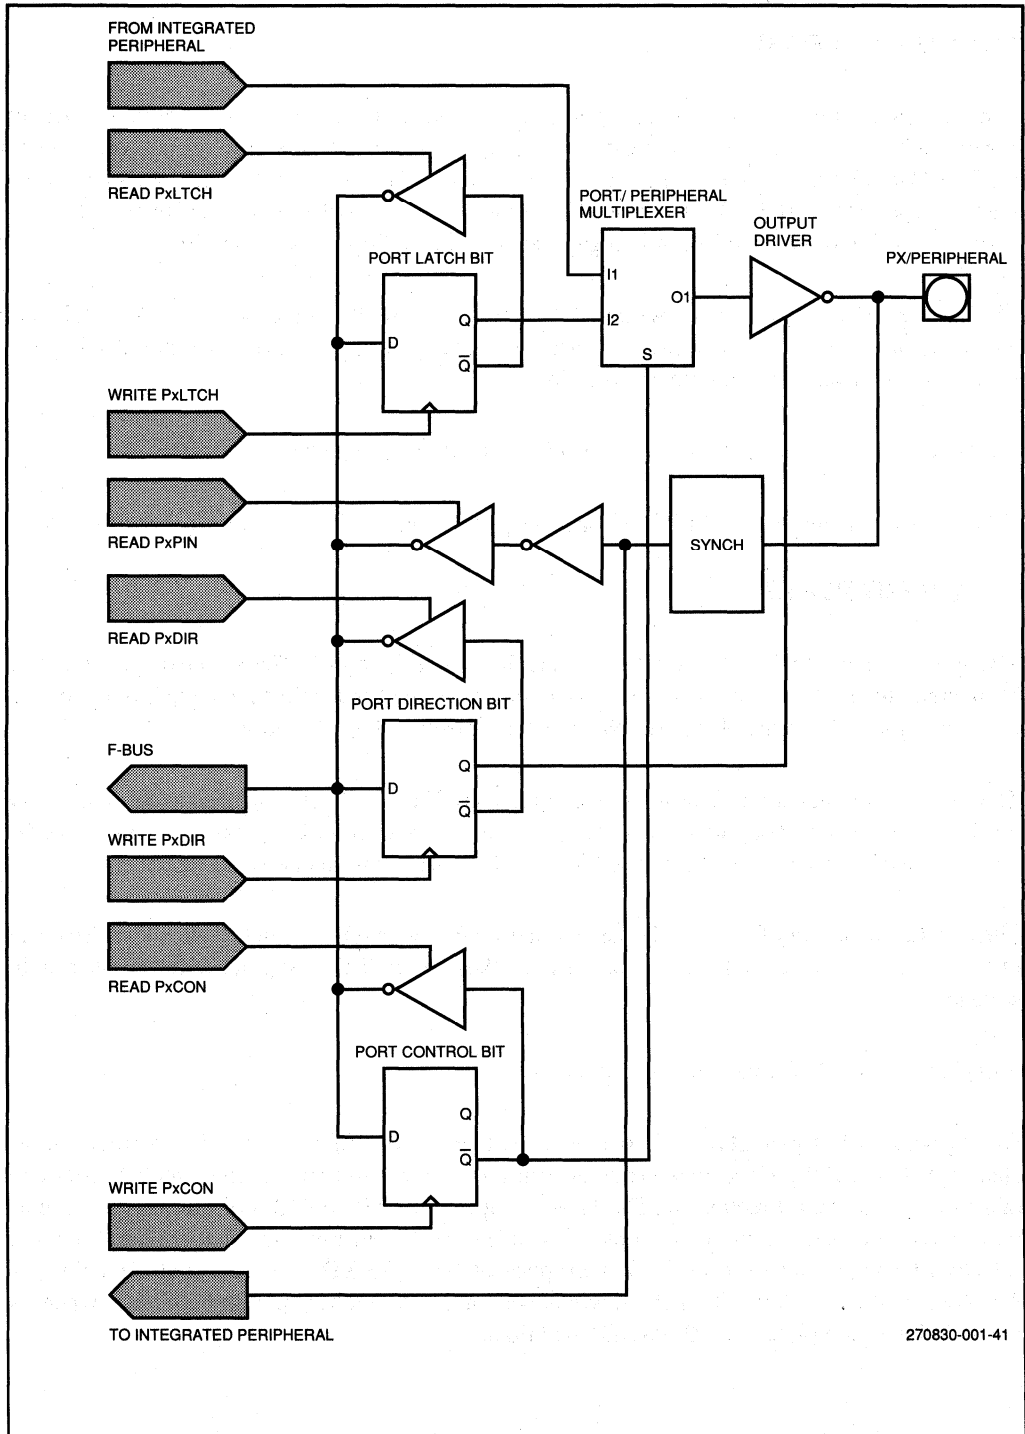 FROM INTEGRATED
PERIPHERAL
READ PxLTCH
PORT/ PERIPHERAL
MULTIPLEXER
OUTPUT
DRIVER
PX/PERIPHERAL
PORT LATCH BIT
I1
O1
I2
S
Q
D
Q̅
WRITE PxLTCH
READ PxPIN
SYNCH
READ PxDIR
PORT DIRECTION BIT
F-BUS
Q
D
Q̅
WRITE PxDIR
READ PxCON
PORT CONTROL BIT
Q
D
Q̅
WRITE PxCON
TO INTEGRATED PERIPHERAL
270830-001-41